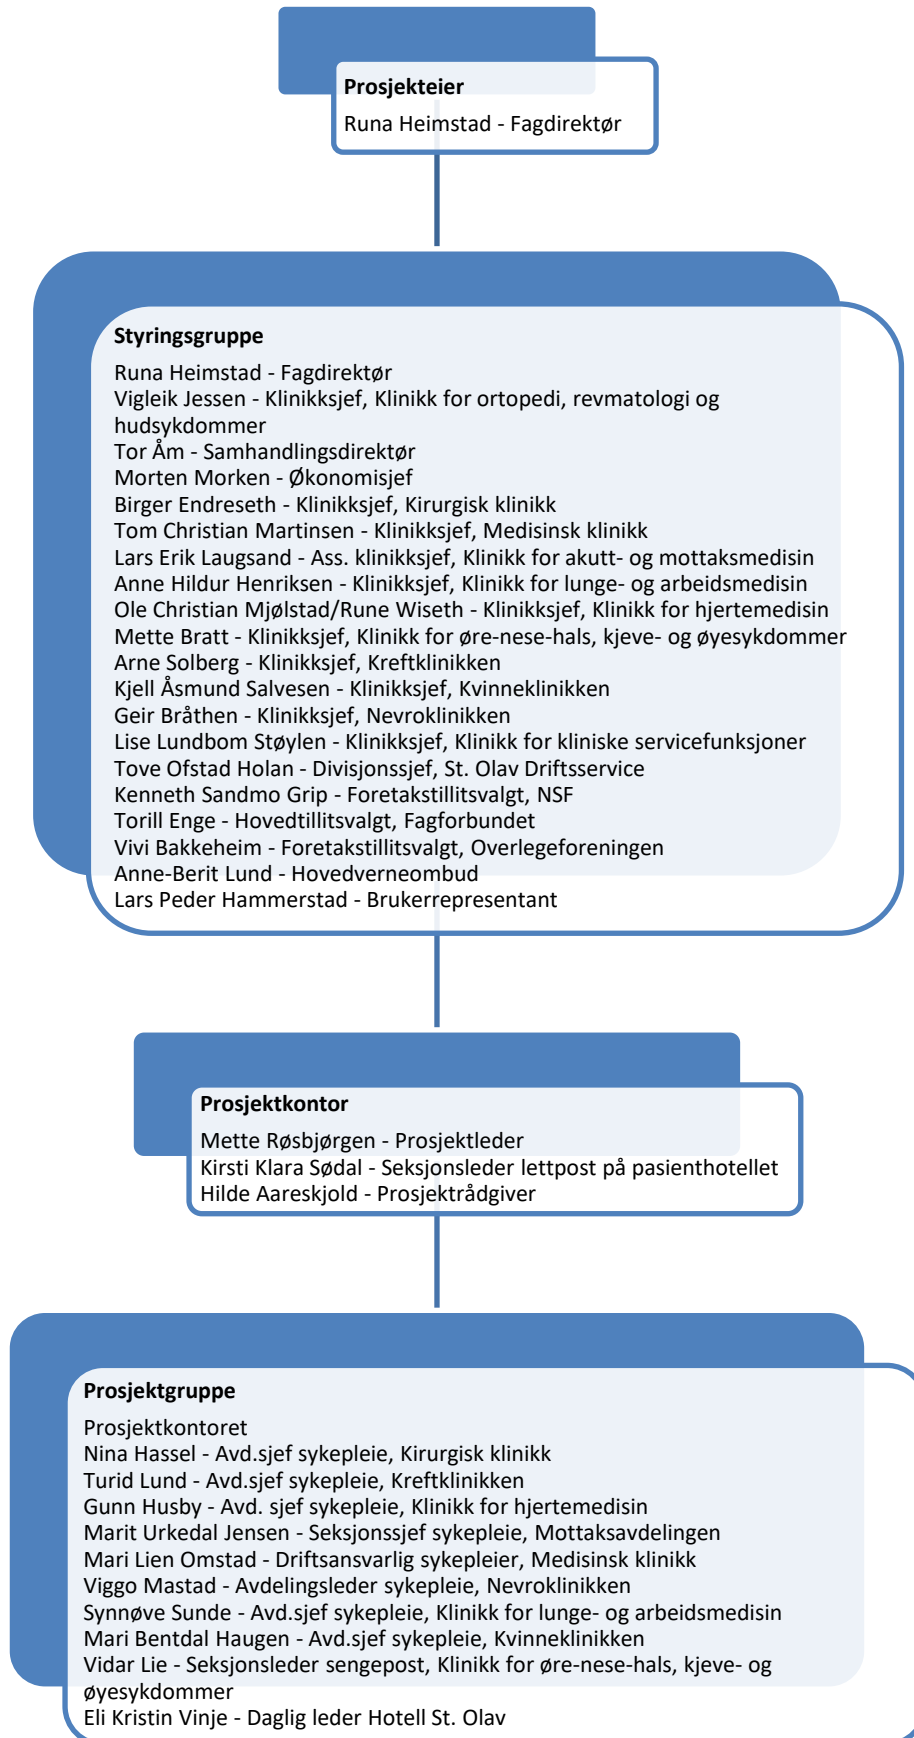 Prosjekteier
Runa Heimstad - Fagdirektør
Styringsgruppe
Runa Heimstad - Fagdirektør
Vigleik Jessen - Klinikksjef, Klinikk for ortopedi, revmatologi og
hudsykdommer
Tor Åm - Samhandlingsdirektør
Morten Morken - Økonomisjef
Birger Endreseth - Klinikksjef, Kirurgisk klinikk
Tom Christian Martinsen - Klinikksjef, Medisinsk klinikk
Lars Erik Laugsand - Ass. klinikksjef, Klinikk for akutt- og mottaksmedisin
Anne Hildur Henriksen - Klinikksjef, Klinikk for lunge- og arbeidsmedisin
Ole Christian Mjølstad/Rune Wiseth - Klinikksjef, Klinikk for hjertemedisin
Mette Bratt - Klinikksjef, Klinikk for øre-nese-hals, kjeve- og øyesykdommer
Arne Solberg - Klinikksjef, Kreftklinikken
Kjell Åsmund Salvesen - Klinikksjef, Kvinneklinikken
Geir Bråthen - Klinikksjef, Nevroklinikken
Lise Lundbom Støylen - Klinikksjef, Klinikk for kliniske servicefunksjoner
Tove Ofstad Holan - Divisjonssjef, St. Olav Driftsservice
Kenneth Sandmo Grip - Foretakstillitsvalgt, NSF
Torill Enge - Hovedtillitsvalgt, Fagforbundet
Vivi Bakkeheim - Foretakstillitsvalgt, Overlegeforeningen
Anne-Berit Lund - Hovedverneombud
Lars Peder Hammerstad - Brukerrepresentant
Prosjektkontor
Mette Røsbjørgen - Prosjektleder
Kirsti Klara Sødal - Seksjonsleder lettpost på pasienthotellet
Hilde Aareskjold - Prosjektrådgiver
Prosjektgruppe
Prosjektkontoret
Nina Hassel - Avd.sjef sykepleie, Kirurgisk klinikk
Turid Lund - Avd.sjef sykepleie, Kreftklinikken
Gunn Husby - Avd. sjef sykepleie, Klinikk for hjertemedisin
Marit Urkedal Jensen - Seksjonssjef sykepleie, Mottaksavdelingen
Mari Lien Omstad - Driftsansvarlig sykepleier, Medisinsk klinikk
Viggo Mastad - Avdelingsleder sykepleie, Nevroklinikken
Synnøve Sunde - Avd.sjef sykepleie, Klinikk for lunge- og arbeidsmedisin
Mari Bentdal Haugen - Avd.sjef sykepleie, Kvinneklinikken
Vidar Lie - Seksjonsleder sengepost, Klinikk for øre-nese-hals, kjeve- og
øyesykdommer
Eli Kristin Vinje - Daglig leder Hotell St. Olav